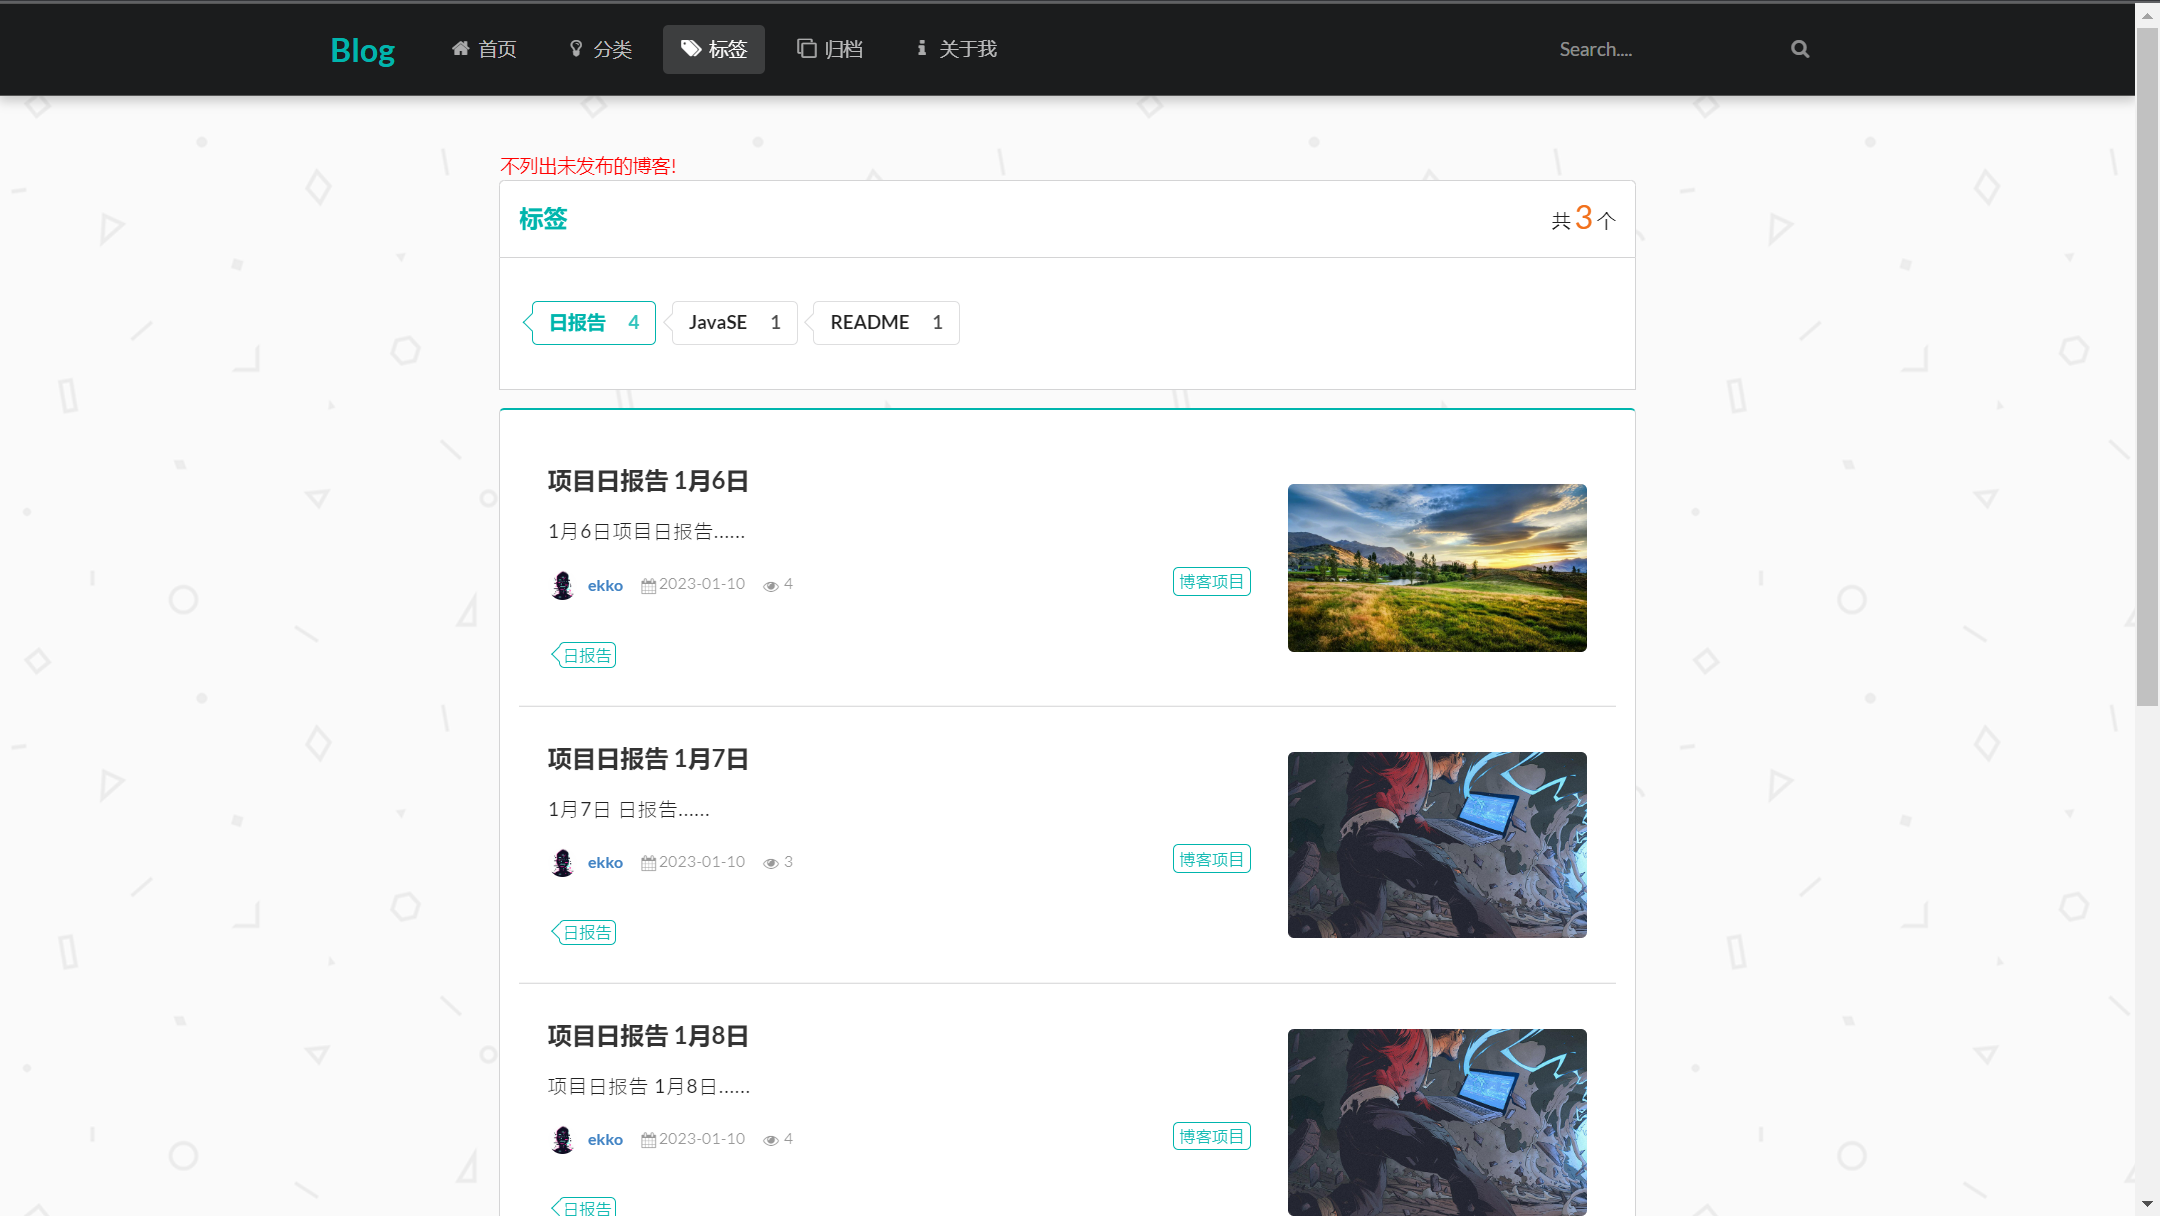 Blog 首页 分类 标签 归档 关于我 Search....
不列出未发布的博客!
标签 共 3 个
日报告 4 JavaSE 1 README 1
项目日报告 1月6日
1月6日项目日报告......
ekko 2023-01-10 4 博客项目
日报告
项目日报告 1月7日
1月7日 日报告......
ekko 2023-01-10 3 博客项目
日报告
项目日报告 1月8日
项目日报告 1月8日......
ekko 2023-01-10 4 博客项目
日报告